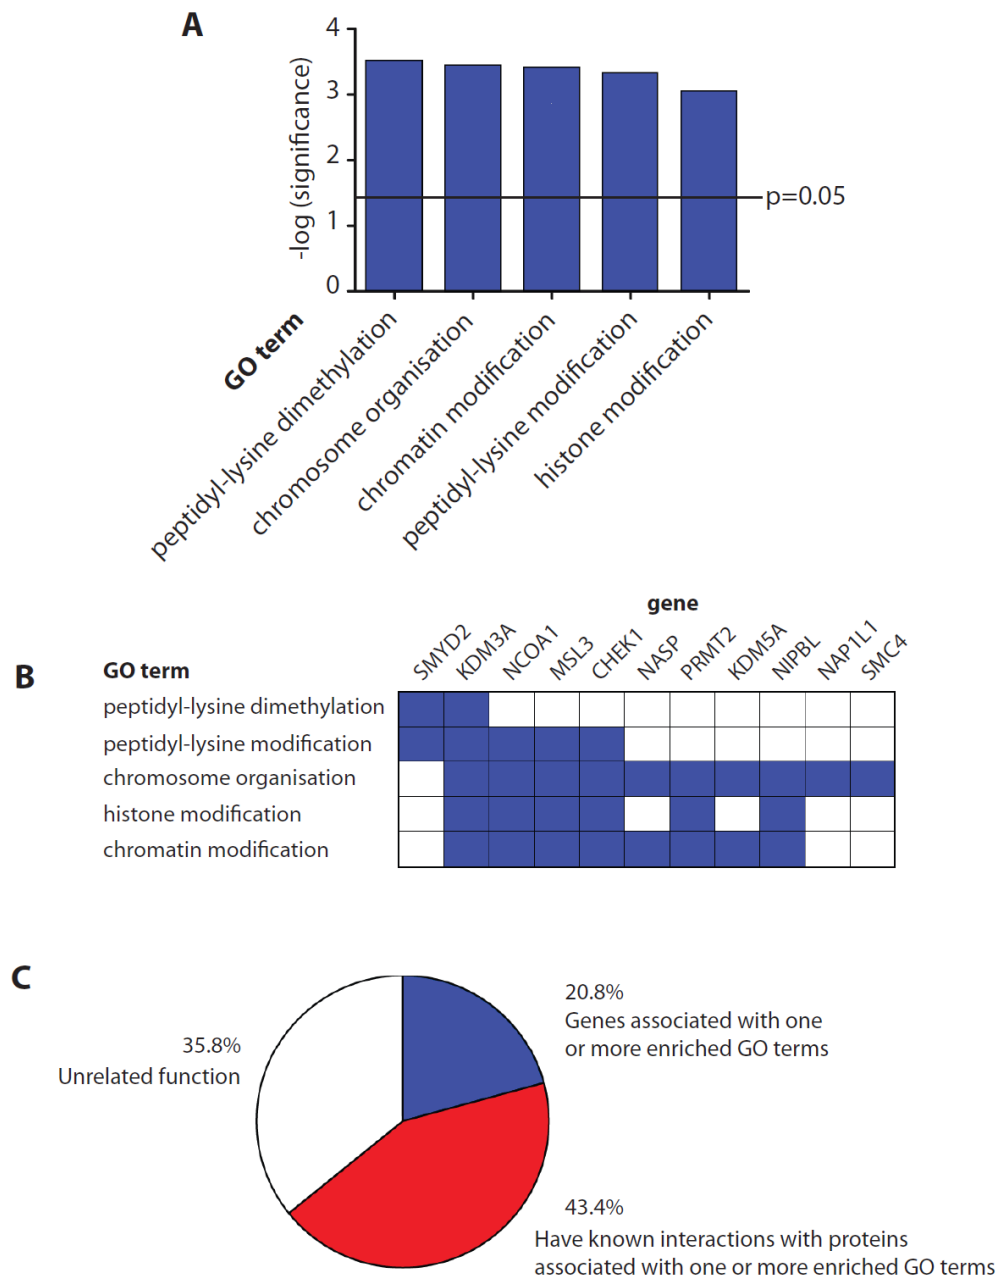 A
-log (significance)
4
3
2
1
0
p=0.05
GO term
peptidyl-lysine dimethylation
chromosome organisation
chromatin modification
peptidyl-lysine modification
histone modification
B
gene
GO term
SMYD2
KDM3A
NCOA1
MSL3
CHEK1
NASP
PRMT2
KDM5A
NIPBL
NAP1L1
SMC4
peptidyl-lysine dimethylation
peptidyl-lysine modification
chromosome organisation
histone modification
chromatin modification
C
20.8%
Genes associated with one
or more enriched GO terms
35.8%
Unrelated function
43.4%
Have known interactions with proteins
associated with one or more enriched GO terms